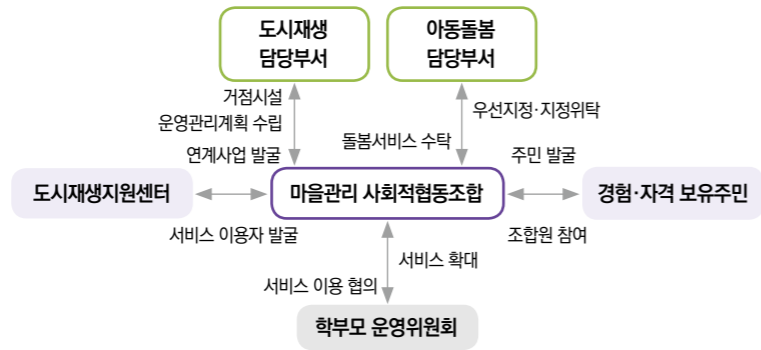 도시재생
담당부서
아동돌봄
담당부서
거점시설
운영관리계획 수립
우선지정·지정위탁
돌봄서비스 수탁
연계사업 발굴
주민 발굴
도시재생지원센터
마을관리 사회적협동조합
경험·자격 보유주민
서비스 이용자 발굴
조합원 참여
서비스 확대
서비스 이용 협의
학부모 운영위원회